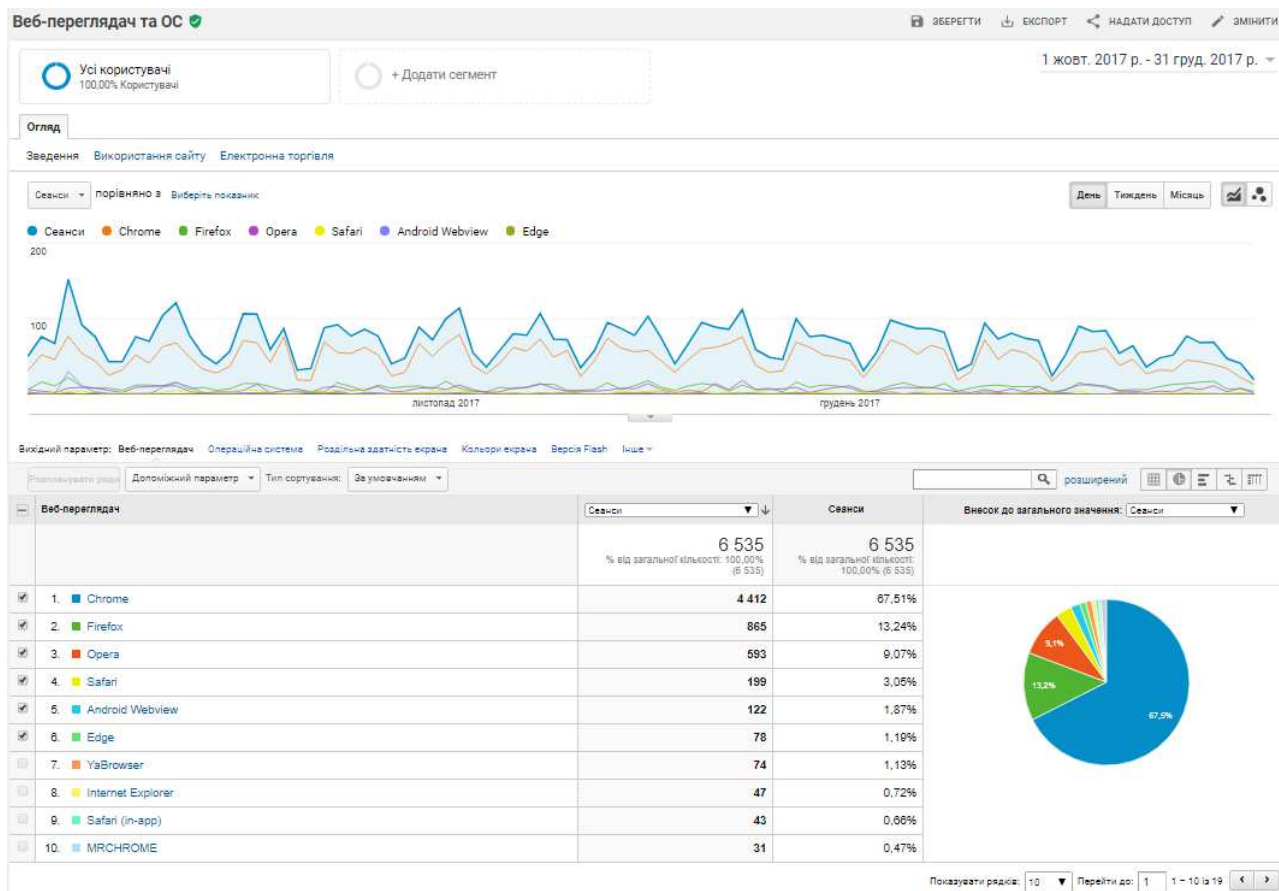 Веб-переглядач та ОС
ЗБЕРЕГТИ ЕКСПОРТ НАДАТИ ДОСТУП ЗМІНИТИ
Усі користувачі
100,00% Користувачі
+ Додати сегмент
1 жовт. 2017 р. - 31 груд. 2017 р.
Огляд
Зведення Використання сайту Електронна торгівля
Сеанси порівняно з Виберіть показник
День Тиждень Місяць
Сеанси Chrome Firefox Opera Safari Android Webview Edge
200
100
листопад 2017 грудень 2017
Вихідний параметр: Веб-переглядач Операційна система Роздільна здатність екрана Кольори екрана Версія Flash Інше
Розпланувати ряди Допоміжний параметр Тип сортування: За умовчанням розширений
Веб-переглядач Сеанси Сеанси Внесок до загального значення: Сеанси
6 535 6 535
% від загальної кількості: 100,00% % від загальної кількості:
(6 535) 100,00% (6 535)
1. Chrome 4 412 67,51%
2. Firefox 865 13,24%
3. Opera 593 9,07%
4. Safari 199 3,05%
5. Android Webview 122 1,87%
6. Edge 78 1,19%
7. YaBrowser 74 1,13%
8. Internet Explorer 47 0,72%
9. Safari (in-app) 43 0,66%
10. MRCHROME 31 0,47%
9,1%
13,2%
67,5%
Показувати рядків: 10 Перейти до: 1 1 – 10 із 19